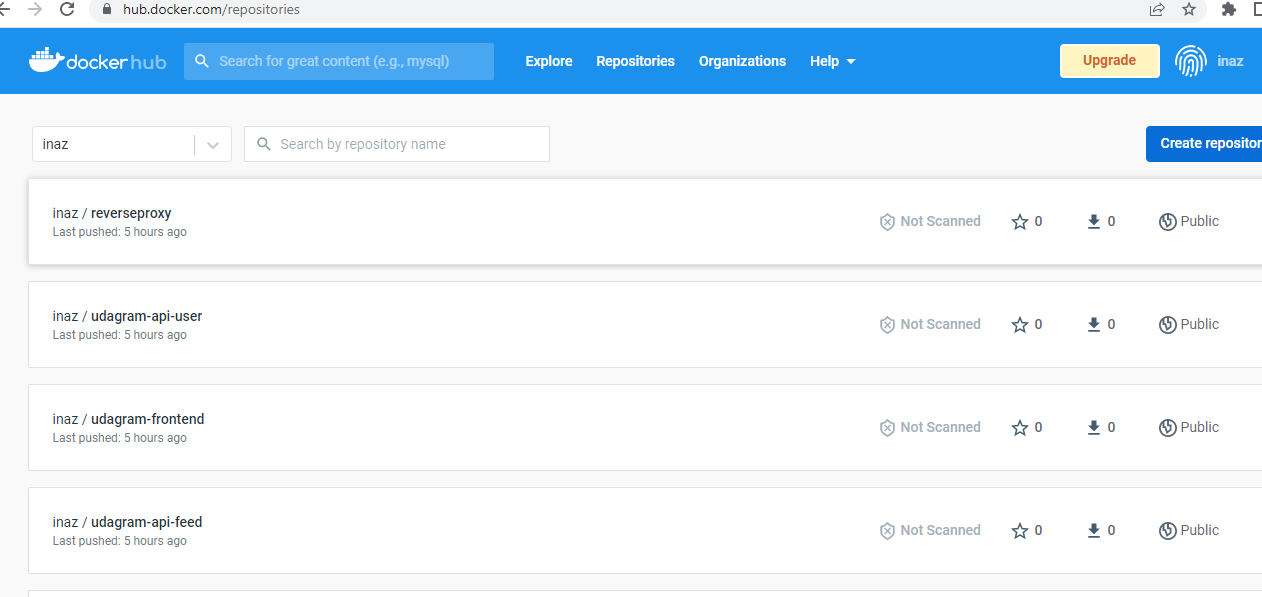 hub.docker.com/repositories
docker hub Search for great content (e.g., mysql) Explore Repositories Organizations Help Upgrade inaz
inaz Search by repository name Create repositor
inaz / reverseproxy
Last pushed: 5 hours ago
Not Scanned 0 0 Public
inaz / udagram-api-user
Last pushed: 5 hours ago
Not Scanned 0 0 Public
inaz / udagram-frontend
Last pushed: 5 hours ago
Not Scanned 0 0 Public
inaz / udagram-api-feed
Last pushed: 5 hours ago
Not Scanned 0 0 Public